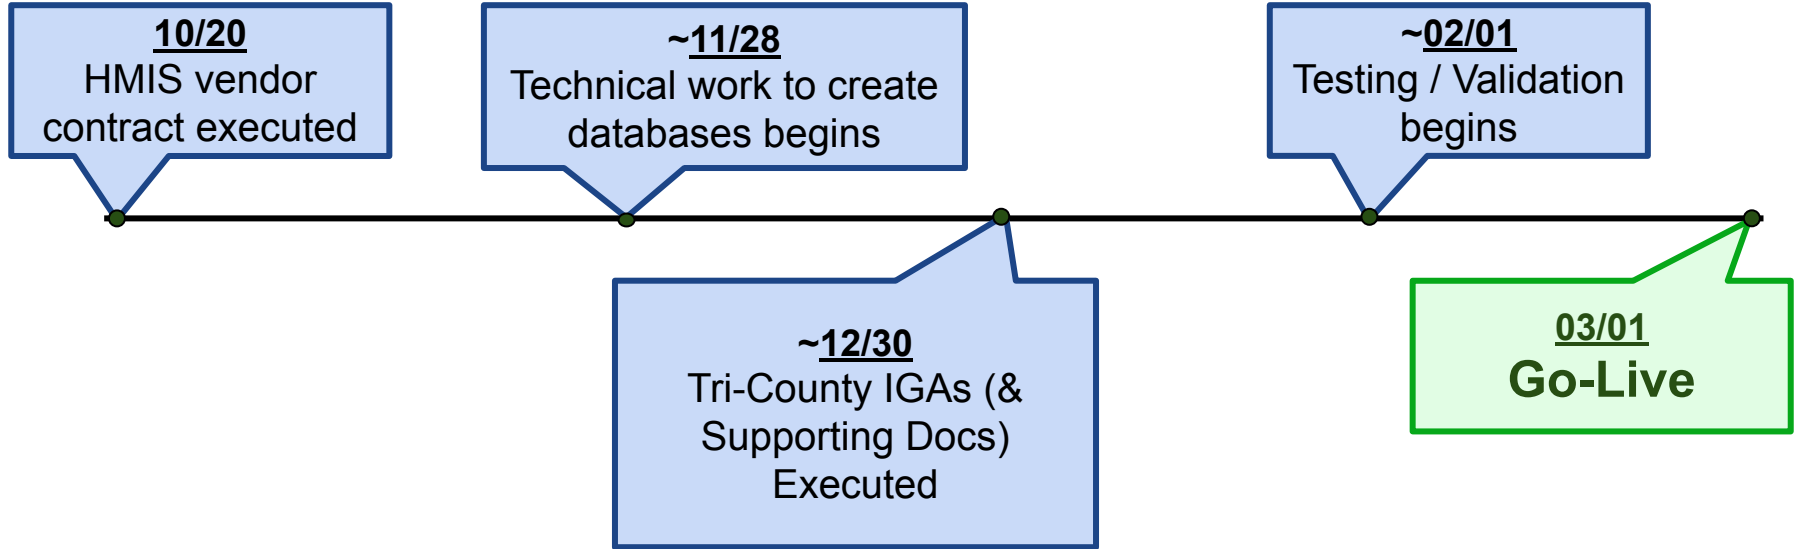 10/20
HMIS vendor
contract executed
~11/28
Technical work to create
databases begins
~02/01
Testing / Validation
begins
~12/30
Tri-County IGAs (&
Supporting Docs)
Executed
03/01
Go-Live